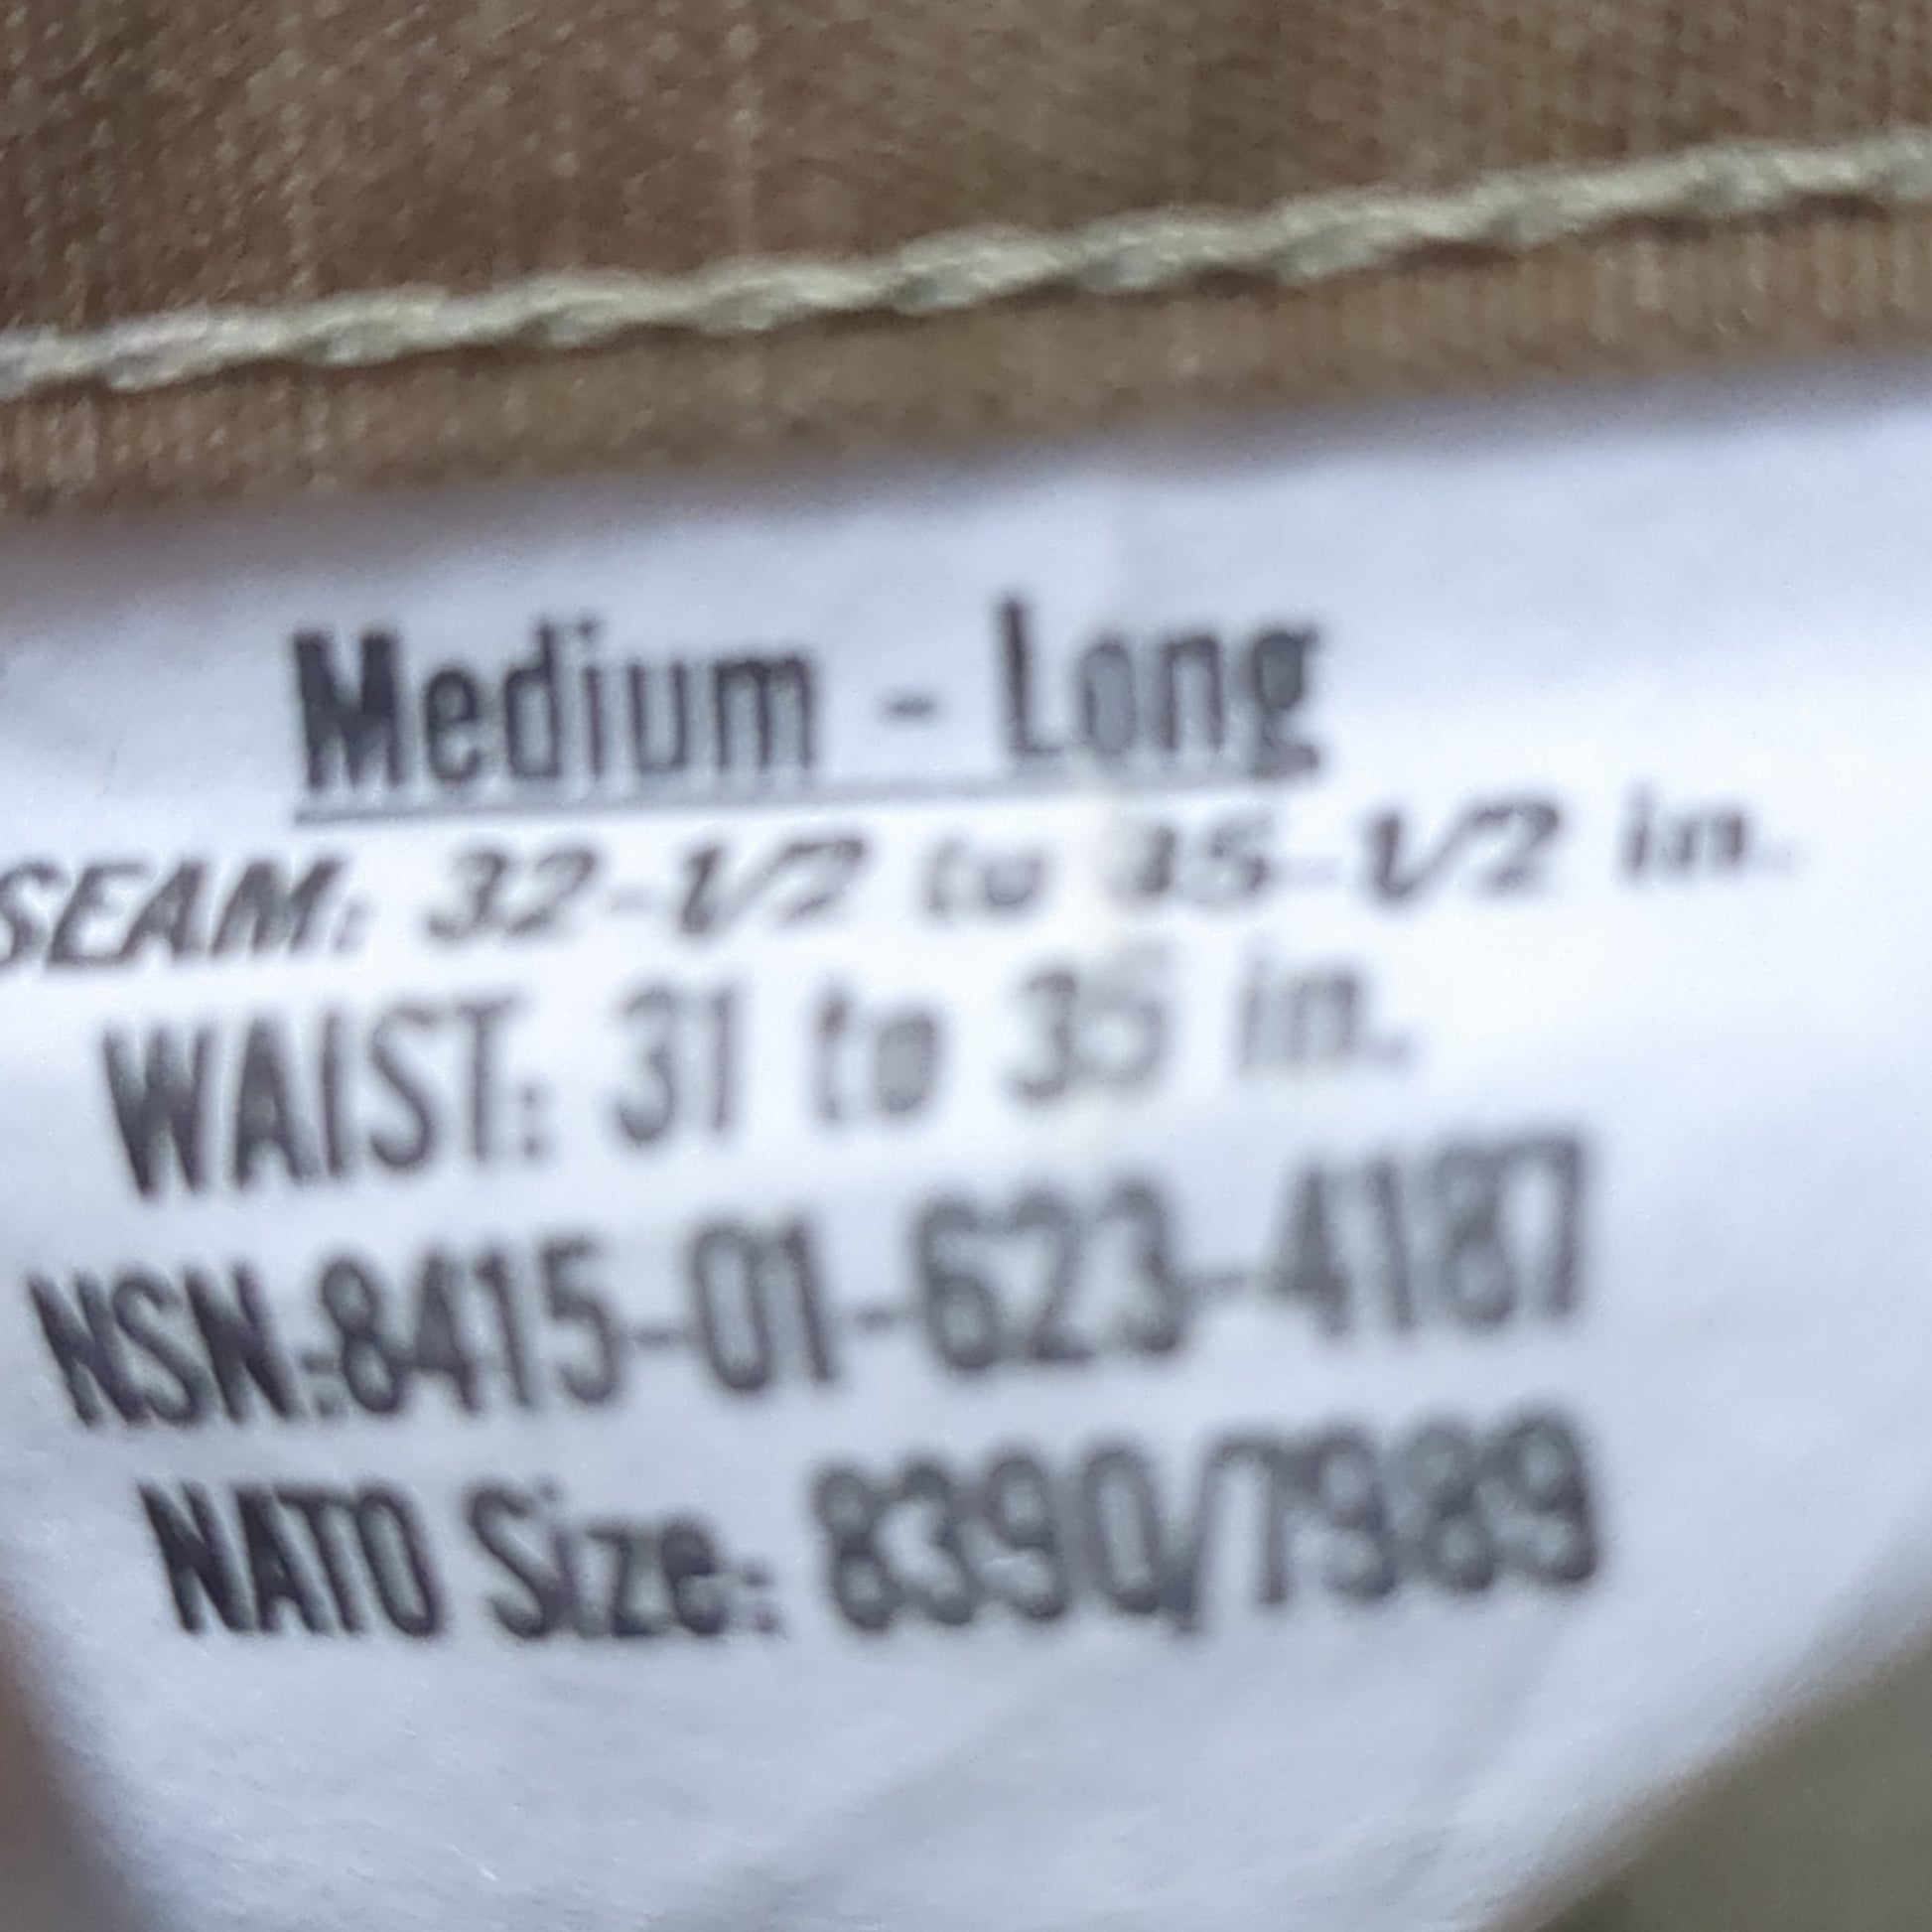 Medium - Long
SEAM: 32-1/2 to 35-1/2 in.
WAIST: 31 to 35 in.
NSN:8415-01-623-4187
NATO Size: 8390/7989